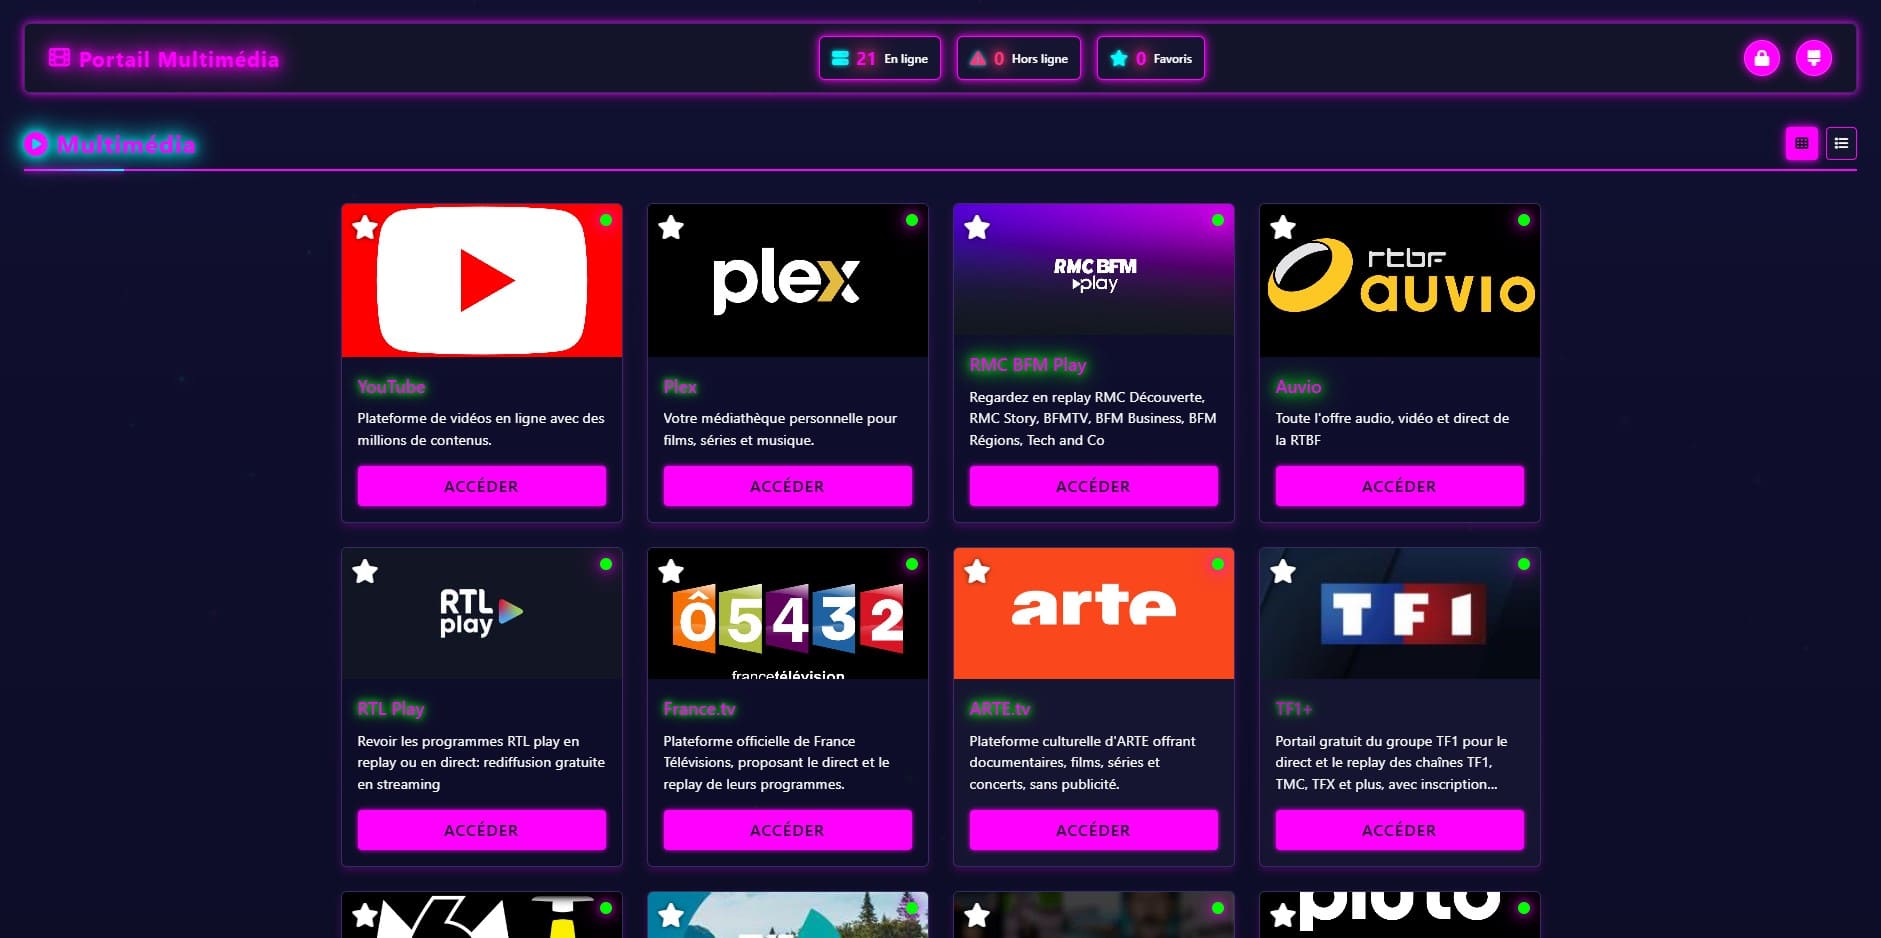 Portail Multimédia
21 En ligne
0 Hors ligne
0 Favoris
Multimédia
plex
RMC BFM
play
rtbf
auvio
YouTube
Plateforme de vidéos en ligne avec des
millions de contenus.
ACCÉDER
Plex
Votre médiathèque personnelle pour
films, séries et musique.
ACCÉDER
RMC BFM Play
Regardez en replay RMC Découverte,
RMC Story, BFMTV, BFM Business, BFM
Régions, Tech and Co
ACCÉDER
Auvio
Toute l'offre audio, vidéo et direct de
la RTBF
ACCÉDER
RTL
play
Ô 5 4 3 2
francetélévision
arte
TF1
RTL Play
Revoir les programmes RTL play en
replay ou en direct: rediffusion gratuite
en streaming
ACCÉDER
France.tv
Plateforme officielle de France
Télévisions, proposant le direct et le
replay de leurs programmes.
ACCÉDER
ARTE.tv
Plateforme culturelle d'ARTE offrant
documentaires, films, séries et
concerts, sans publicité.
ACCÉDER
TF1+
Portail gratuit du groupe TF1 pour le
direct et le replay des chaînes TF1,
TMC, TFX et plus, avec inscription...
ACCÉDER
pluto